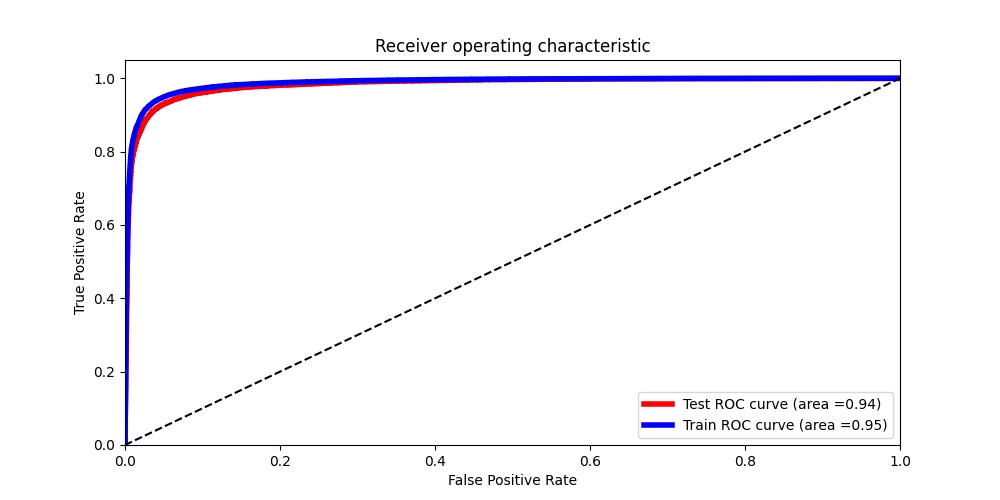 Receiver operating characteristic
True Positive Rate
1.0
0.8
0.6
0.4
0.2
0.0
Test ROC curve (area =0.94)
Train ROC curve (area =0.95)
0.0 0.2 0.4 0.6 0.8 1.0
False Positive Rate